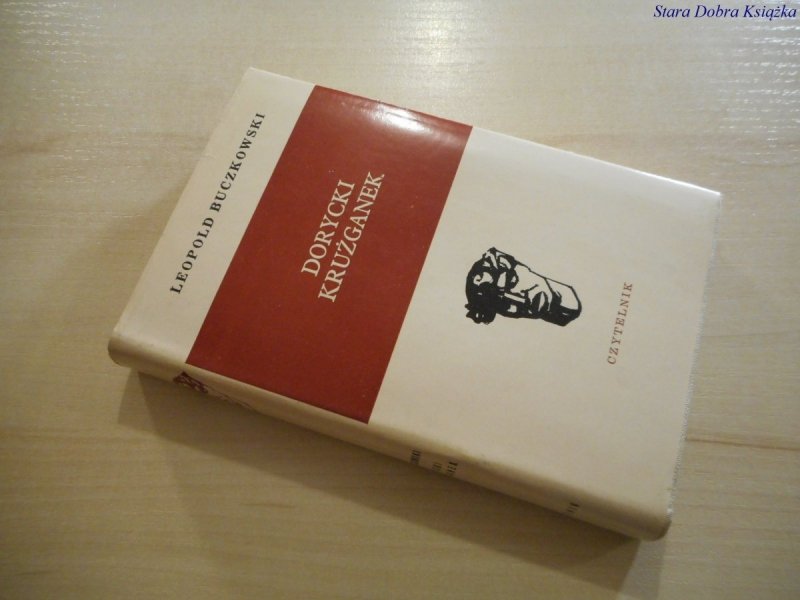 Stara Dobra Książka
LEOPOLD BUCZKOWSKI
DORYCKI
KRUŻGANEK
CZYTELNIK